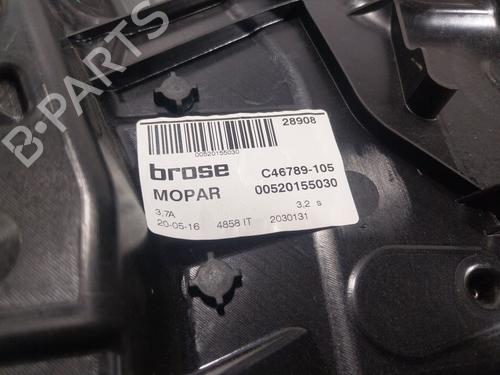 28908
00520155030
brose C46789-105
MOPAR 00520155030
3,7A 3,2 s
20-05-16 4858 IT 2030131
B-PARTS